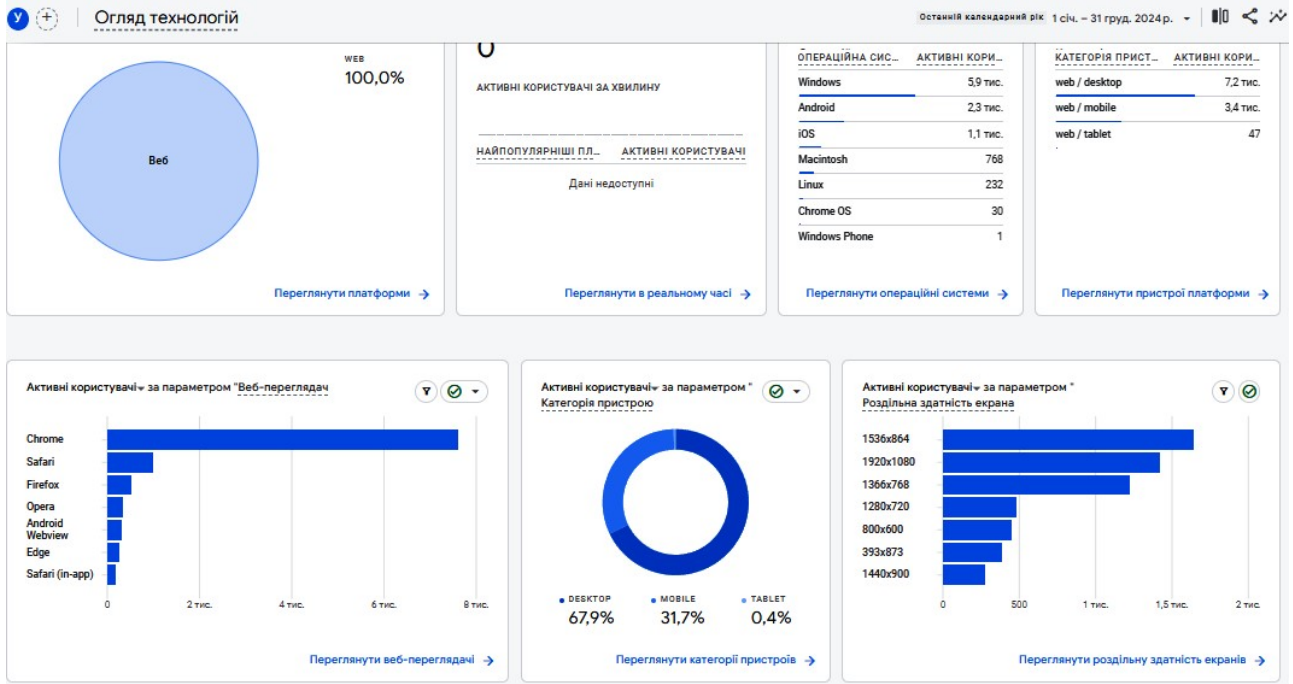 У
Огляд технологій
Останній календарний рік 1 січ. – 31 груд. 2024 р.
WEB
100,0%
Веб
Переглянути платформи
0
АКТИВНІ КОРИСТУВАЧІ ЗА ХВИЛИНУ
НАЙПОПУЛЯРНІШІ ПЛ... АКТИВНІ КОРИСТУВАЧІ
Дані недоступні
Переглянути в реальному часі
ОПЕРАЦІЙНА СИС... АКТИВНІ КОРИ...
Windows 5,9 тис.
Android 2,3 тис.
iOS 1,1 тис.
Macintosh 768
Linux 232
Chrome OS 30
Windows Phone 1
Переглянути операційні системи
КАТЕГОРІЯ ПРИСТ... АКТИВНІ КОРИ...
web / desktop 7,2 тис.
web / mobile 3,4 тис.
web / tablet 47
Переглянути пристрої платформи
Активні користувачі за параметром "Веб-переглядач
Chrome
Safari
Firefox
Opera
Android
Webview
Edge
Safari (in-app)
0 2 тис. 4 тис. 6 тис. 8 тис.
Переглянути веб-переглядачі
Активні користувачі за параметром "
Категорія пристрою
DESKTOP MOBILE TABLET
67,9% 31,7% 0,4%
Переглянути категорії пристроїв
Активні користувачі за параметром "
Роздільна здатність екрана
1536x864
1920x1080
1366x768
1280x720
800x600
393x873
1440x900
0 500 1 тис. 1,5 тис. 2 тис.
Переглянути роздільну здатність екранів